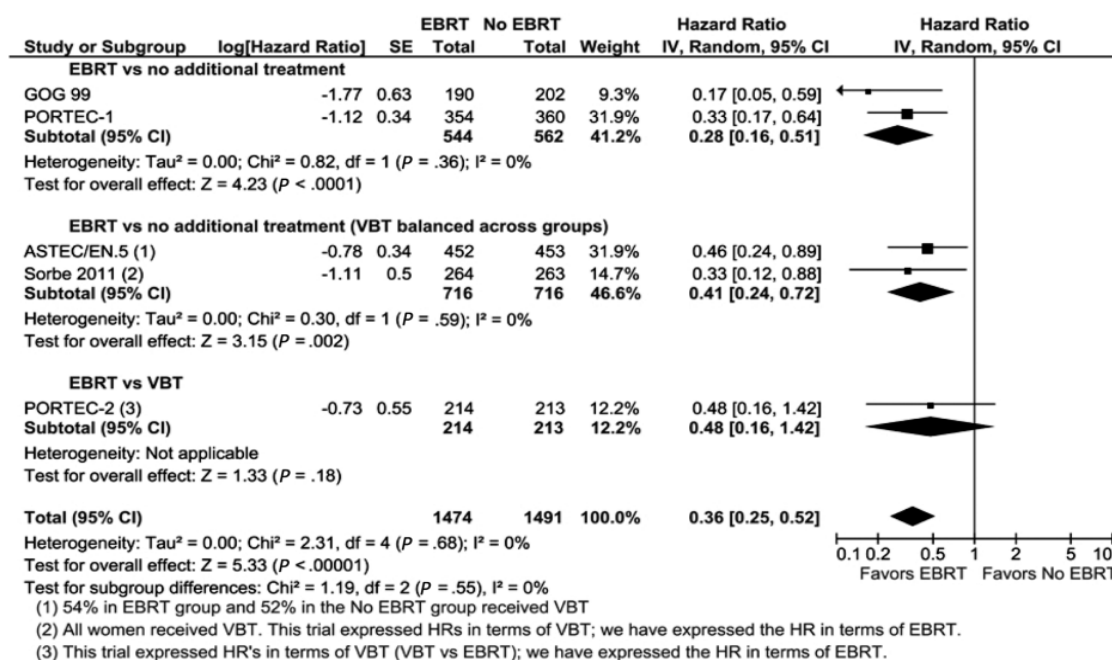 EBRT No EBRT Hazard Ratio Hazard Ratio
Study or Subgroup log[Hazard Ratio] SE Total Total Weight IV, Random, 95% CI IV, Random, 95% CI
EBRT vs no additional treatment
GOG 99 -1.77 0.63 190 202 9.3% 0.17 [0.05, 0.59]
PORTEC-1 -1.12 0.34 354 360 31.9% 0.33 [0.17, 0.64]
Subtotal (95% CI) 544 562 41.2% 0.28 [0.16, 0.51]
Heterogeneity: Tau² = 0.00; Chi² = 0.82, df = 1 (P = .36); I² = 0%
Test for overall effect: Z = 4.23 (P < .0001)
EBRT vs no additional treatment (VBT balanced across groups)
ASTEC/EN.5 (1) -0.78 0.34 452 453 31.9% 0.46 [0.24, 0.89]
Sorbe 2011 (2) -1.11 0.5 264 263 14.7% 0.33 [0.12, 0.88]
Subtotal (95% CI) 716 716 46.6% 0.41 [0.24, 0.72]
Heterogeneity: Tau² = 0.00; Chi² = 0.30, df = 1 (P = .59); I² = 0%
Test for overall effect: Z = 3.15 (P =.002)
EBRT vs VBT
PORTEC-2 (3) -0.73 0.55 214 213 12.2% 0.48 [0.16, 1.42]
Subtotal (95% CI) 214 213 12.2% 0.48 [0.16, 1.42]
Heterogeneity: Not applicable
Test for overall effect: Z = 1.33 (P = .18)
Total (95% CI) 1474 1491 100.0% 0.36 [0.25, 0.52]
Heterogeneity: Tau² = 0.00; Chi² = 2.31, df = 4 (P = .68); I² = 0%
Test for overall effect: Z = 5.33 (P < .00001)
Test for subgroup differences: Chi² = 1.19, df = 2 (P = .55), I² = 0%
0.1 0.2 0.5 1 2 5 10
Favors EBRT Favors No EBRT
(1) 54% in EBRT group and 52% in the No EBRT group received VBT
(2) All women received VBT. This trial expressed HRs in terms of VBT; we have expressed the HR in terms of EBRT.
(3) This trial expressed HR's in terms of VBT (VBT vs EBRT); we have expressed the HR in terms of EBRT.